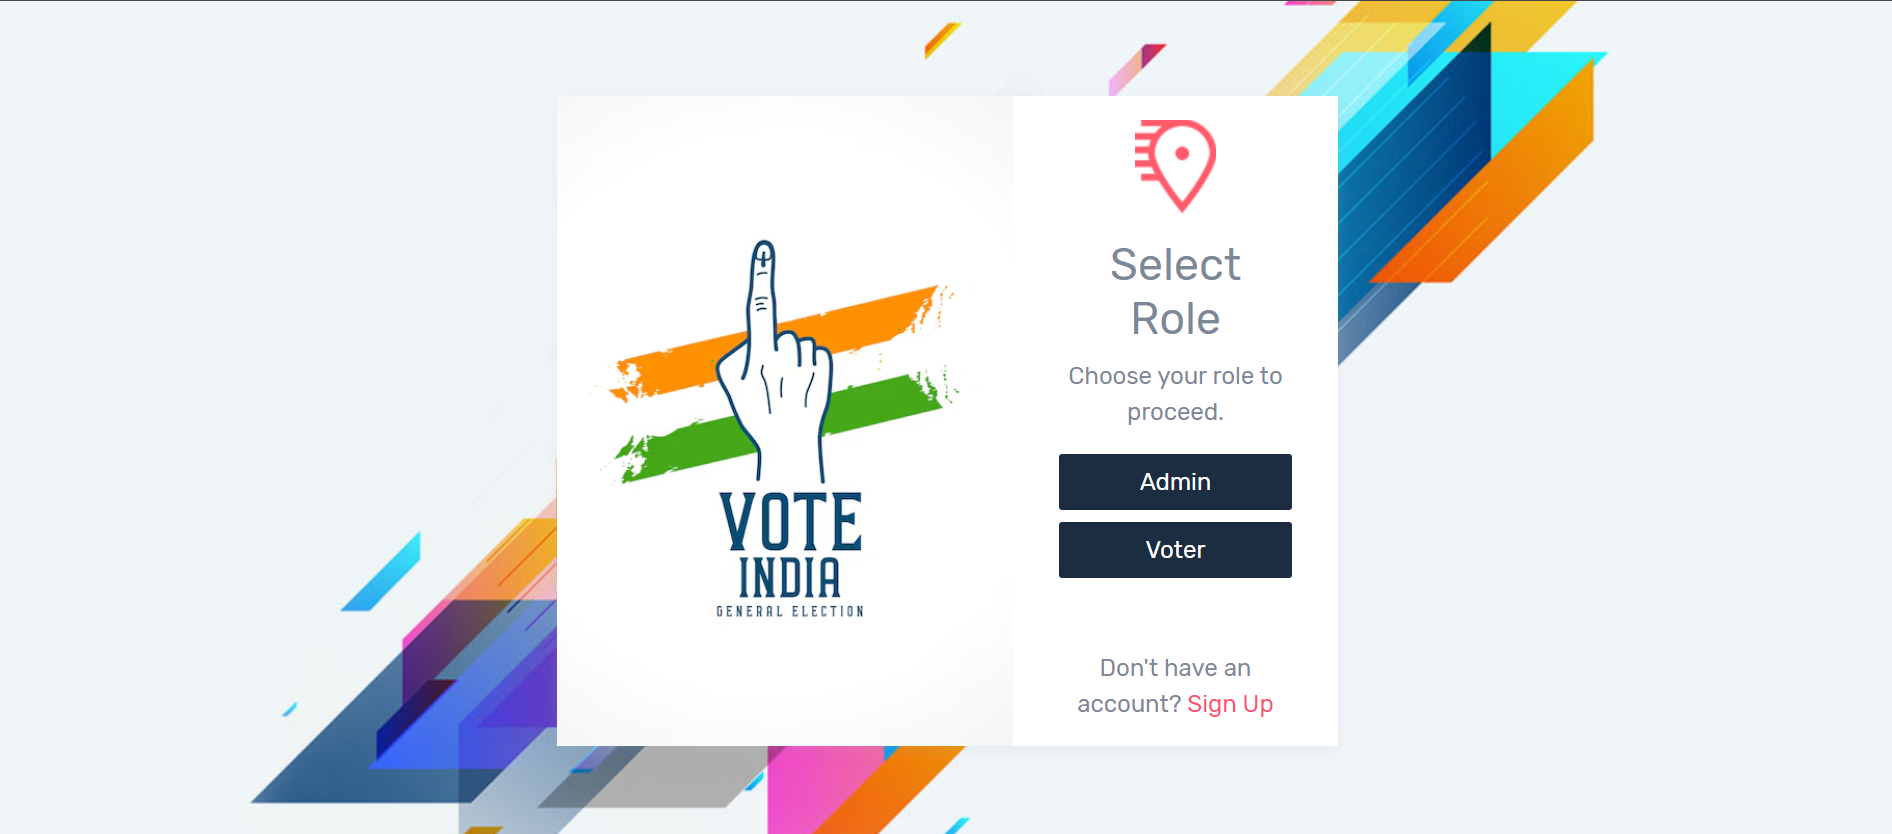 VOTE
INDIA
GENERAL ELECTION
Select
Role
Choose your role to
proceed.
Admin
Voter
Don't have an
account? Sign Up